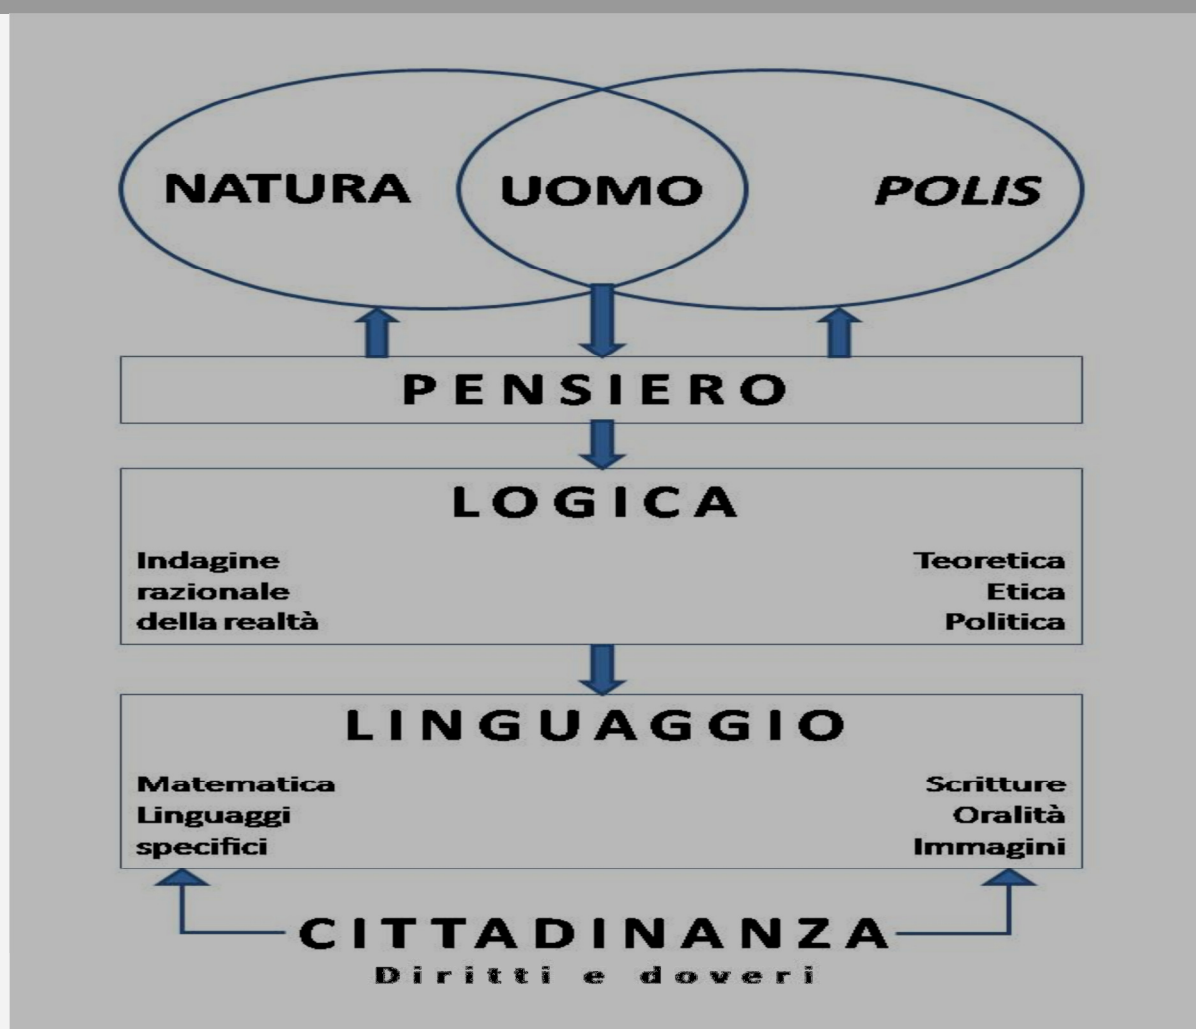 NATURA UOMO POLIS
PENSIERO
LOGICA
Indagine
razionale
della realtà
Teoretica
Etica
Politica
LINGUAGGIO
Matematica
Linguaggi
specifici
Scritture
Oralità
Immagini
CITTADINANZA
Diritti e doveri